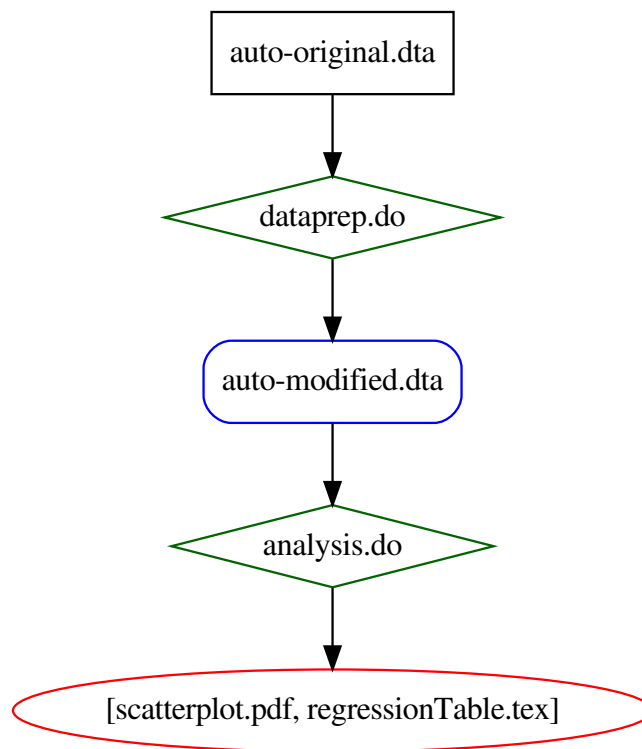 auto-original.dta
dataprep.do
auto-modified.dta
analysis.do
[scatterplot.pdf, regressionTable.tex]